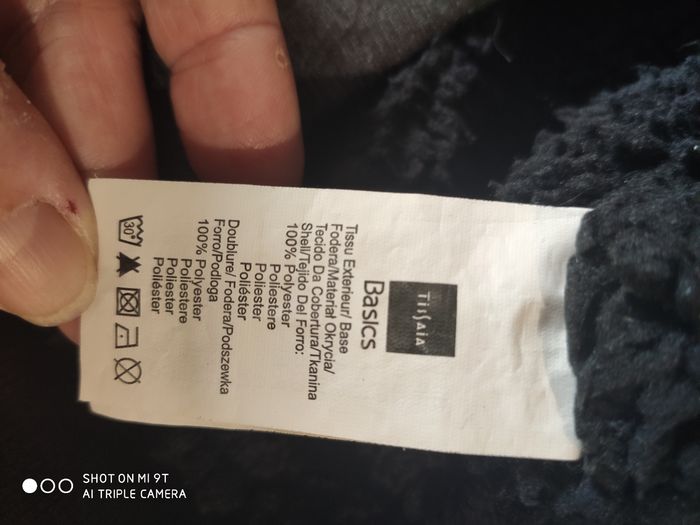 TISSAIA
Basics
Tissu Exterieur/ Base
Fodera/Material Okrycia/
Tecido Da Cobertura/Tkanina
Shell/Tejido Del Forro:
100% Polyester
Poliestere
Poliester
Poliéster
Doublure/ Fodera/Podszewka
Forro/Podloga
100% Polyester
Poliestere
Poliester
Poliéster
30°
SHOT ON MI 9T
AI TRIPLE CAMERA